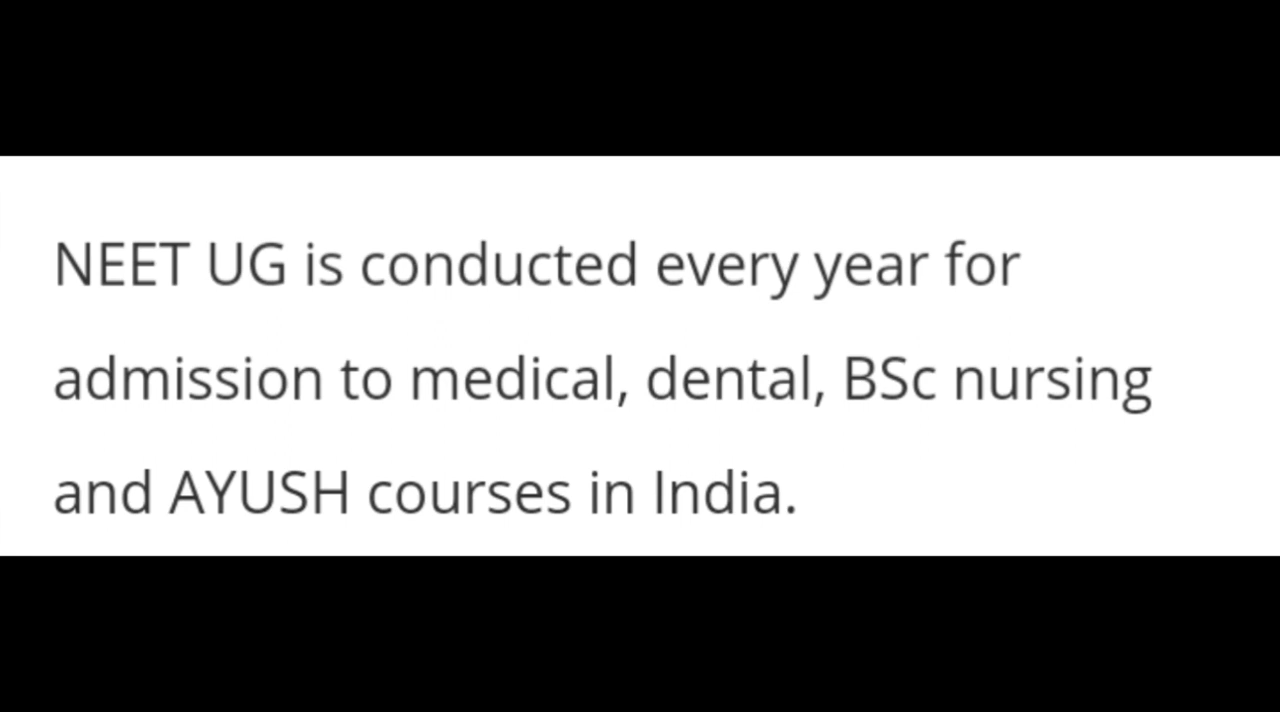 NEET UG is conducted every year for
admission to medical, dental, BSc nursing
and AYUSH courses in India.